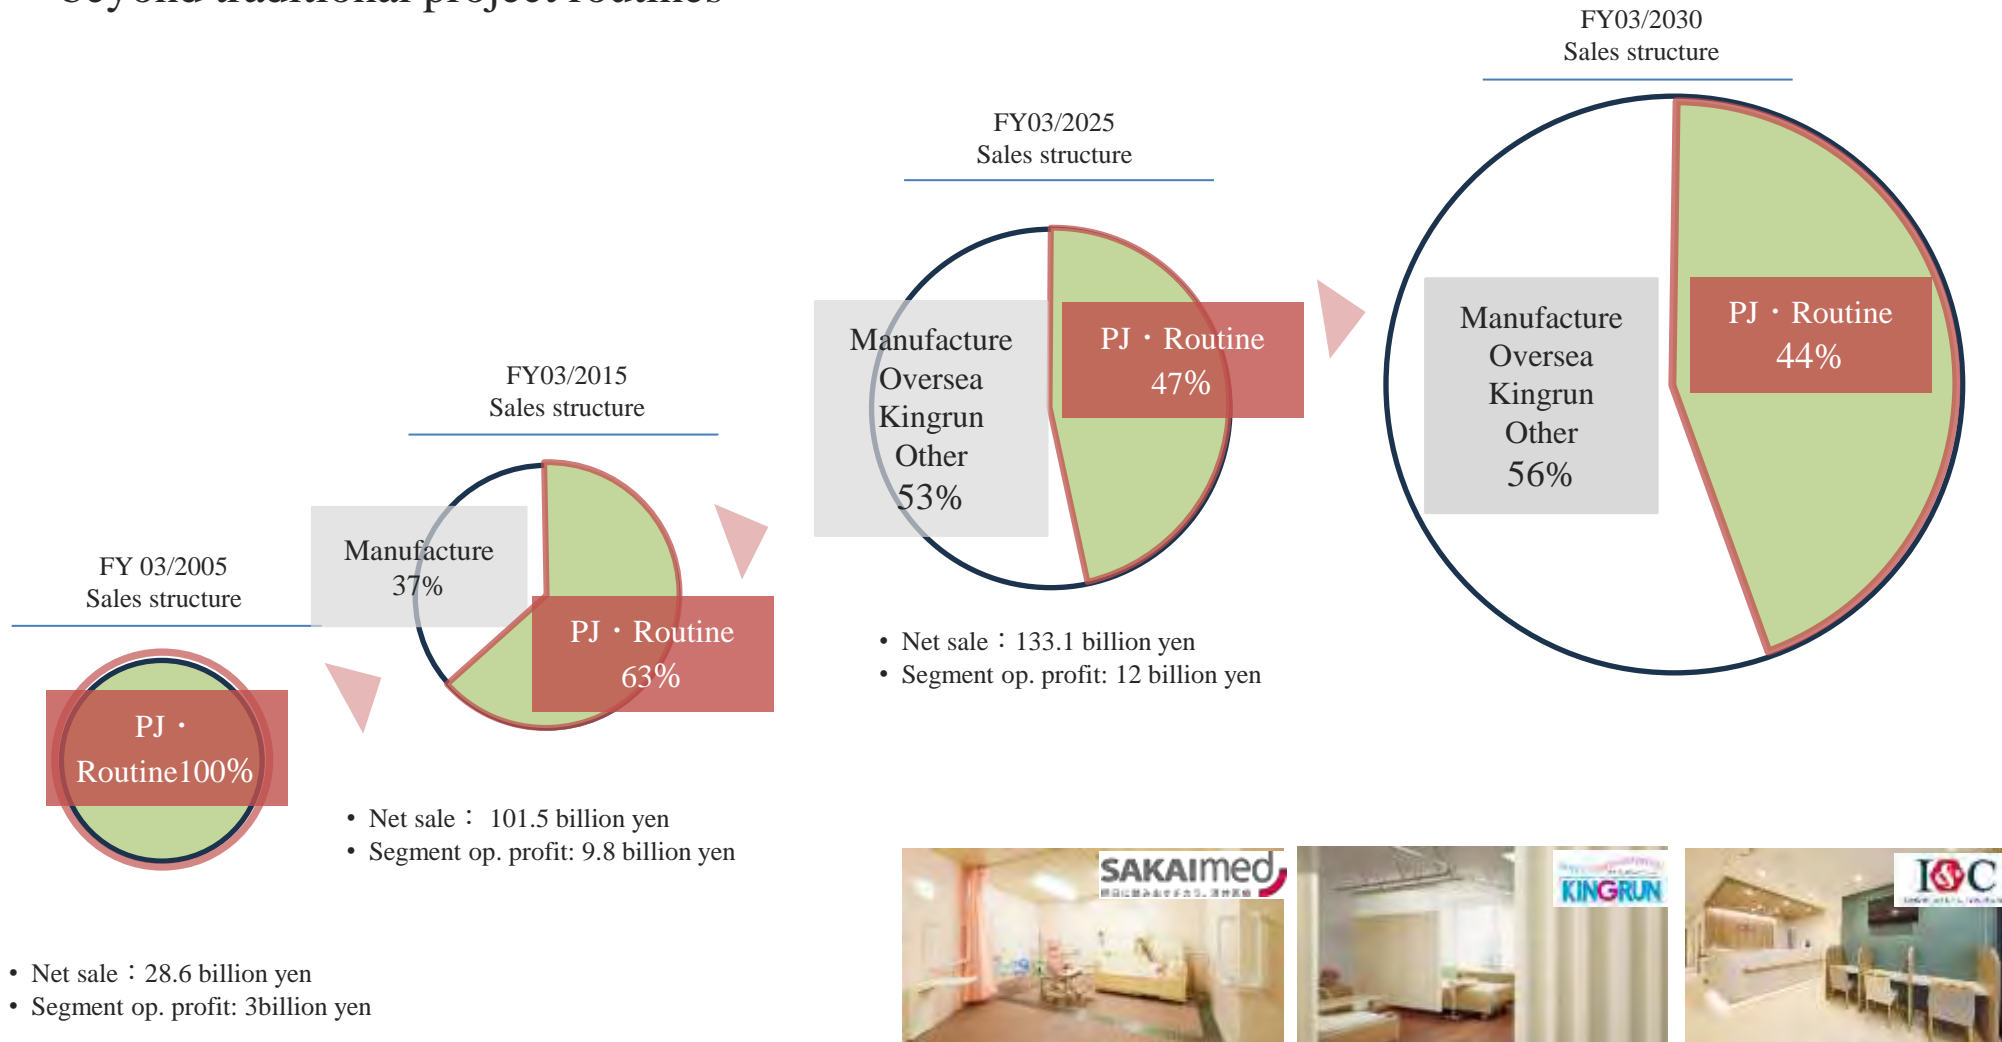 beyond traditional project routines
FY03/2030
Sales structure
FY03/2025
Sales structure
FY03/2015
Sales structure
FY 03/2005
Sales structure
PJ・
Routine100%
• Net sale：28.6 billion yen
• Segment op. profit: 3billion yen
Manufacture
37%
PJ・Routine
63%
• Net sale： 101.5 billion yen
• Segment op. profit: 9.8 billion yen
Manufacture
Oversea
Kingrun
Other
53%
PJ・Routine
47%
• Net sale：133.1 billion yen
• Segment op. profit: 12 billion yen
Manufacture
Oversea
Kingrun
Other
56%
PJ・Routine
44%
SAKAImed
KINGRUN